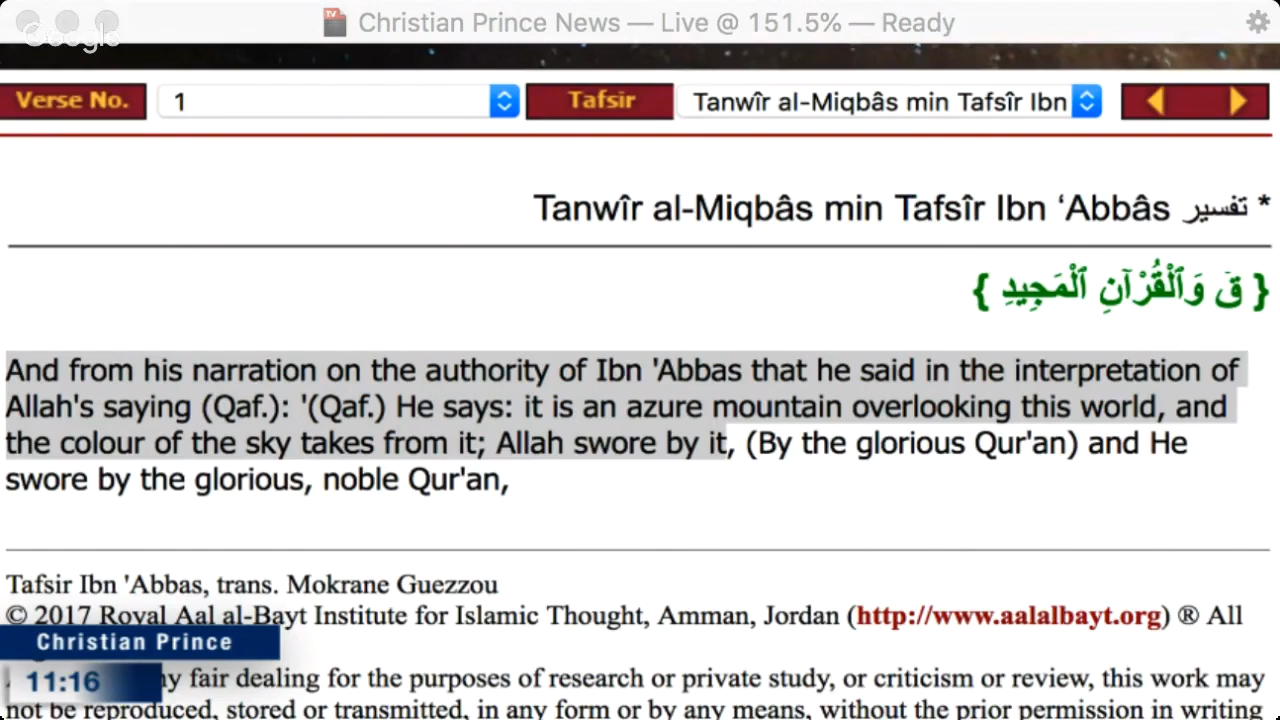 Christian Prince News — Live @ 151.5% — Ready
Google
Verse No. 1 Tafsir Tanwîr al-Miqbâs min Tafsîr Ibn
* تفسير Tanwîr al-Miqbâs min Tafsîr Ibn ‘Abbâs
{ قۤ وَٱلْقُرْآنِ ٱلْمَجِيدِ }
And from his narration on the authority of Ibn 'Abbas that he said in the interpretation of
Allah's saying (Qaf.): '(Qaf.) He says: it is an azure mountain overlooking this world, and
the colour of the sky takes from it; Allah swore by it, (By the glorious Qur'an) and He
swore by the glorious, noble Qur'an,
Tafsir Ibn 'Abbas, trans. Mokrane Guezzou
© 2017 Royal Aal al-Bayt Institute for Islamic Thought, Amman, Jordan (http://www.aalalbayt.org) ® All
Christian Prince
11:16
fair dealing for the purposes of research or private study, or criticism or review, this work may
not be reproduced, stored or transmitted, in any form or by any means, without the prior permission in writing